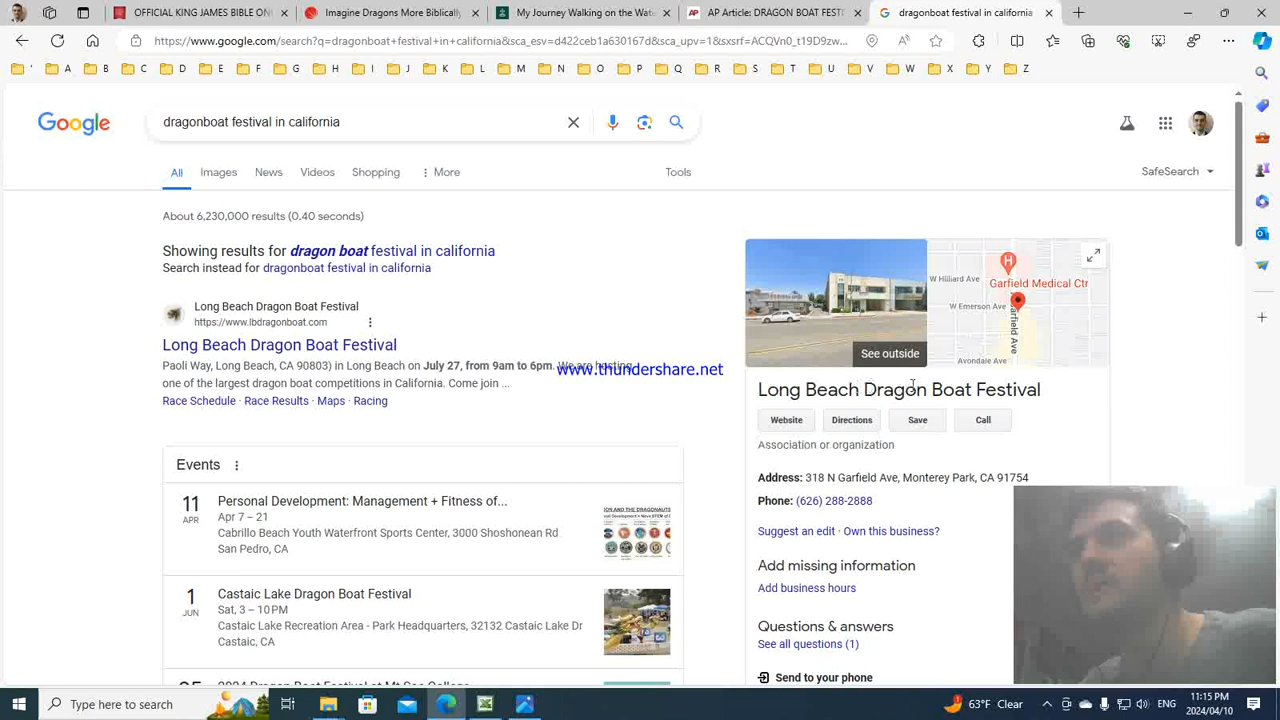 OFFICIAL KING JAMES BIB
Imagine Dragons More Biblically
My Journey Walking on the Wate
AP Article: DRAGON BOAT FESTI
dragonboat festival in california
https://www.google.com/search?q=dragonboat+festival+in+california&sca_esv=d422ceb1a630167d&sca_upv=1&sxsrf=ACQVn0_t19D9zw...
A B C D E F G H I J K L M N O P Q R S T U V W X Y Z
Google
dragonboat festival in california
All Images News Videos Shopping More Tools
SafeSearch
About 6,230,000 results (0.40 seconds)
Showing results for dragon boat festival in california
Search instead for dragonboat festival in california
Long Beach Dragon Boat Festival
https://www.lbdragonboat.com
Long Beach Dragon Boat Festival
Paoli Way, Long Beach, CA 90803) in Long Beach on July 27, from 9am to 6pm. We are hosting
one of the largest dragon boat competitions in California. Come join ...
Race Schedule · Race Results · Maps · Racing
www.thundershare.net
Events
11
APR
Personal Development: Management + Fitness of...
Apr 7 – 21
Cabrillo Beach Youth Waterfront Sports Center, 3000 Shoshonean Rd
San Pedro, CA
1
JUN
Castaic Lake Dragon Boat Festival
Sat, 3 – 10 PM
Castaic Lake Recreation Area - Park Headquarters, 32132 Castaic Lake Dr
Castaic, CA
See outside
W Hilliard Ave
H
Garfield Medical Ctr
W Emerson Ave
N Garfield Ave
Avondale Ave
Long Beach Dragon Boat Festival
Website Directions Save Call
Association or organization
Address: 318 N Garfield Ave, Monterey Park, CA 91754
Phone: (626) 288-2888
Suggest an edit · Own this business?
Add missing information
Add business hours
Questions & answers
See all questions (1)
Send to your phone
Type here to search
63°F Clear
ENG
11:15 PM
2024/04/10